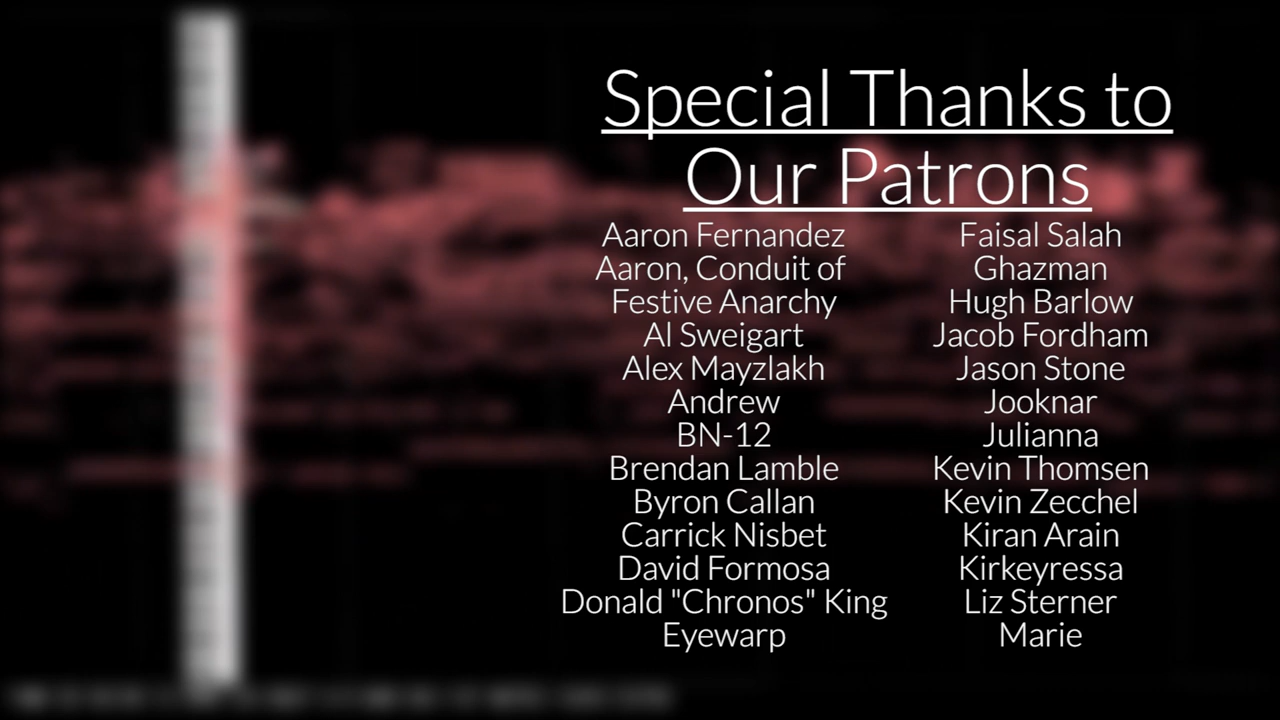 Special Thanks to
Our Patrons
Aaron Fernandez
Aaron, Conduit of
Festive Anarchy
Al Sweigart
Alex Mayzlakh
Andrew
BN-12
Brendan Lamble
Byron Callan
Carrick Nisbet
David Formosa
Donald "Chronos" King
Eyewarp
Faisal Salah
Ghazman
Hugh Barlow
Jacob Fordham
Jason Stone
Jooknar
Julianna
Kevin Thomsen
Kevin Zecchel
Kiran Arain
Kirkeyressa
Liz Sterner
Marie